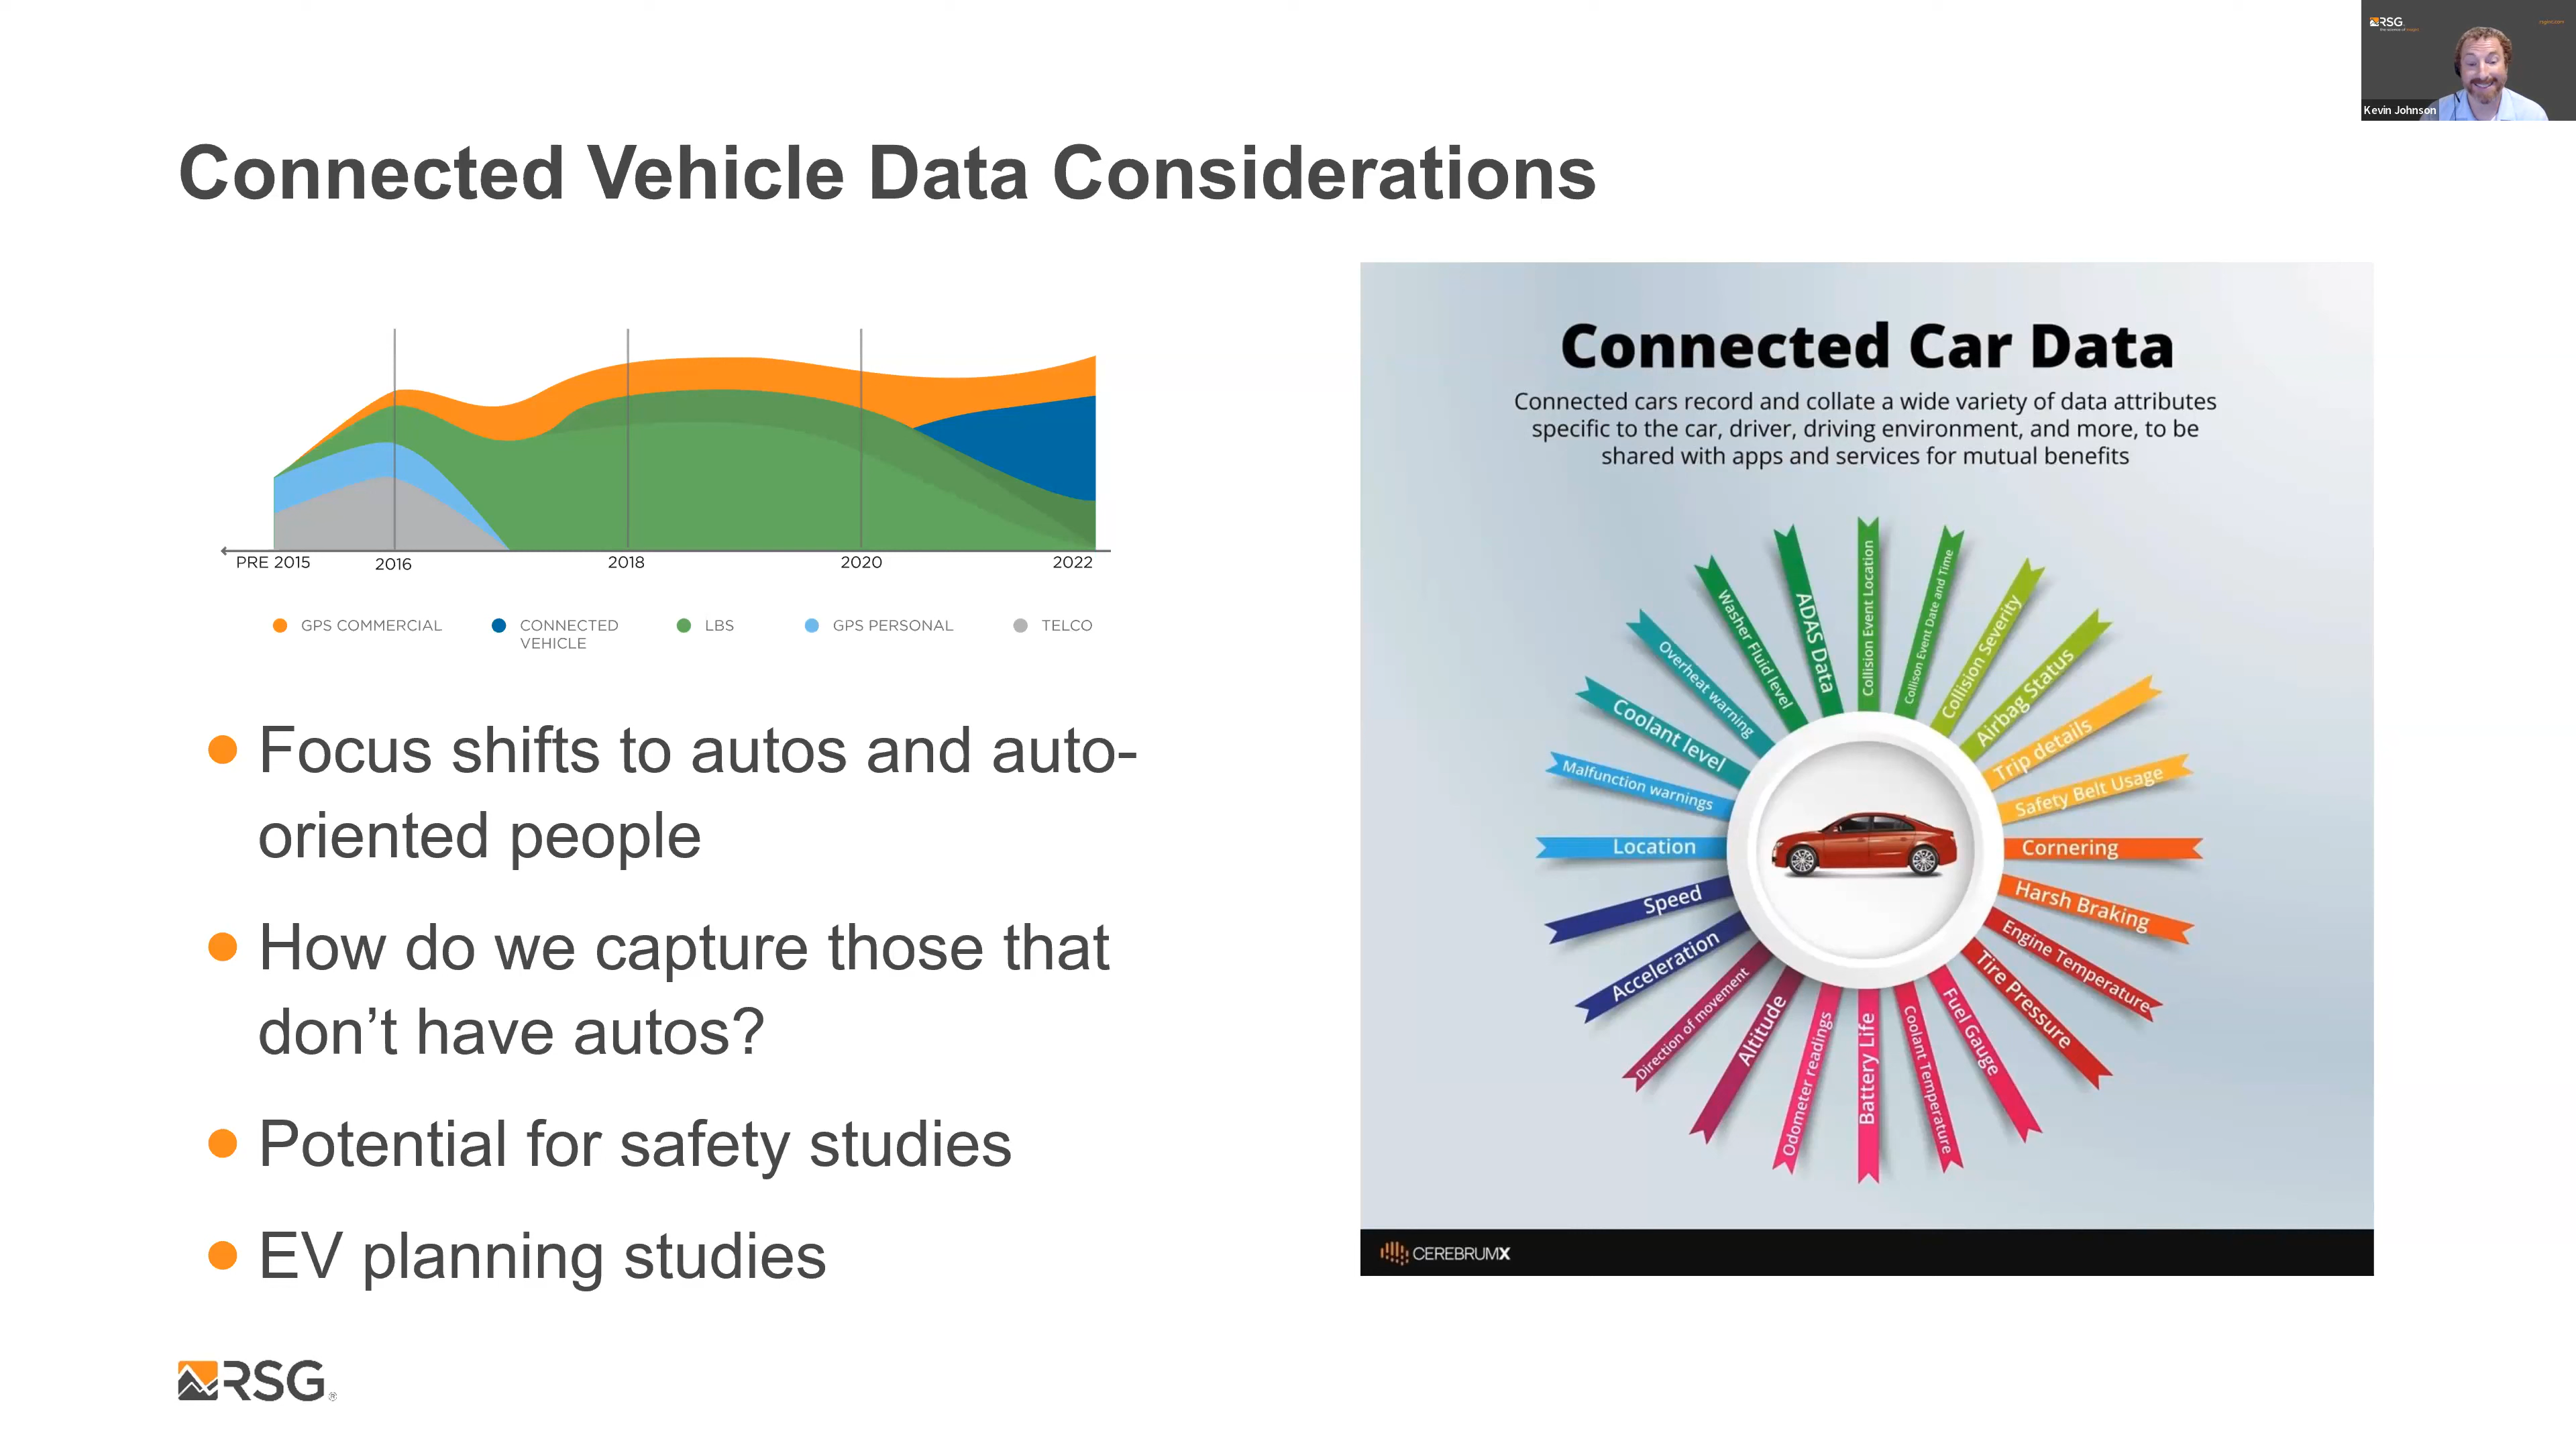 RSG
Kevin Johnson
Connected Vehicle Data Considerations
PRE 2015
2016
2018
2020
2022
GPS COMMERCIAL
CONNECTED
VEHICLE
LBS
GPS PERSONAL
TELCO
Focus shifts to autos and auto-
oriented people
How do we capture those that
don’t have autos?
Potential for safety studies
EV planning studies
RSG
Connected Car Data
Connected cars record and collate a wide variety of data attributes
specific to the car, driver, driving environment, and more, to be
shared with apps and services for mutual benefits
Collision Event Location
Collison Event Date and Time
Collision Severity
Airbag Status
Trip details
Safety Belt Usage
Cornering
Harsh Braking
Engine Temperature
Tire Pressure
Fuel Gauge
Coolant Temperature
Battery Life
Odometer readings
Altitude
Direction of movement
Acceleration
Speed
Location
Malfunction warnings
Coolant level
Overheat warning
Washer Fluid level
ADAS Data
CEREBRUMX